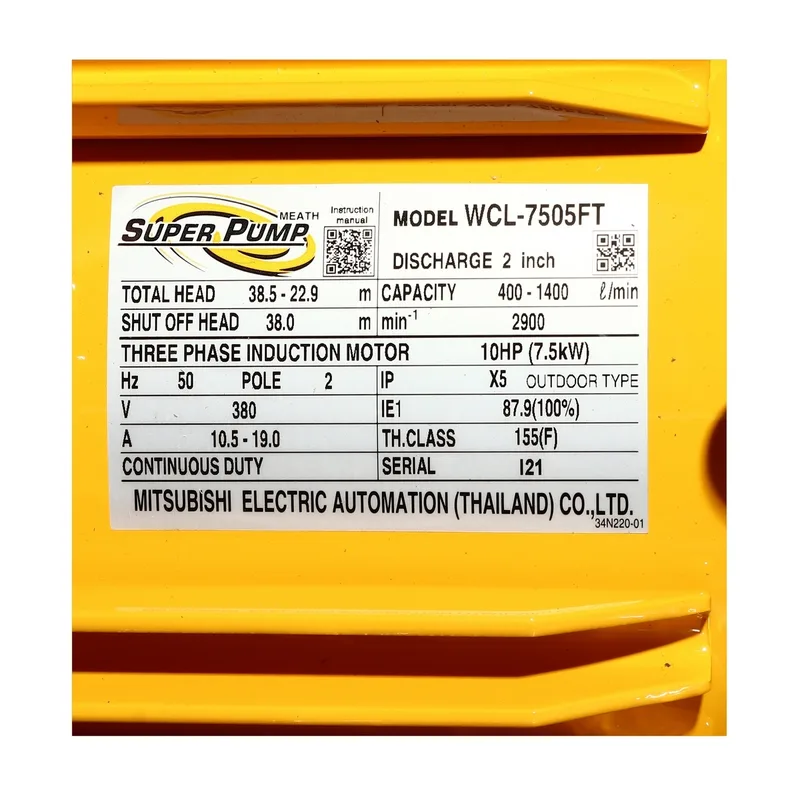 MEATH
SUPER PUMP
Instruction
manual
MODEL WCL-7505FT
DISCHARGE 2 inch
TOTAL HEAD 38.5 - 22.9 m CAPACITY 400 - 1400 ℓ/min
SHUT OFF HEAD 38.0 m min-1 2900
THREE PHASE INDUCTION MOTOR 10HP (7.5kW)
Hz 50 POLE 2 IP X5 OUTDOOR TYPE
V 380 IE1 87.9(100%)
A 10.5 - 19.0 TH.CLASS 155(F)
CONTINUOUS DUTY SERIAL I21
MITSUBISHI ELECTRIC AUTOMATION (THAILAND) CO.,LTD.
34N220-01